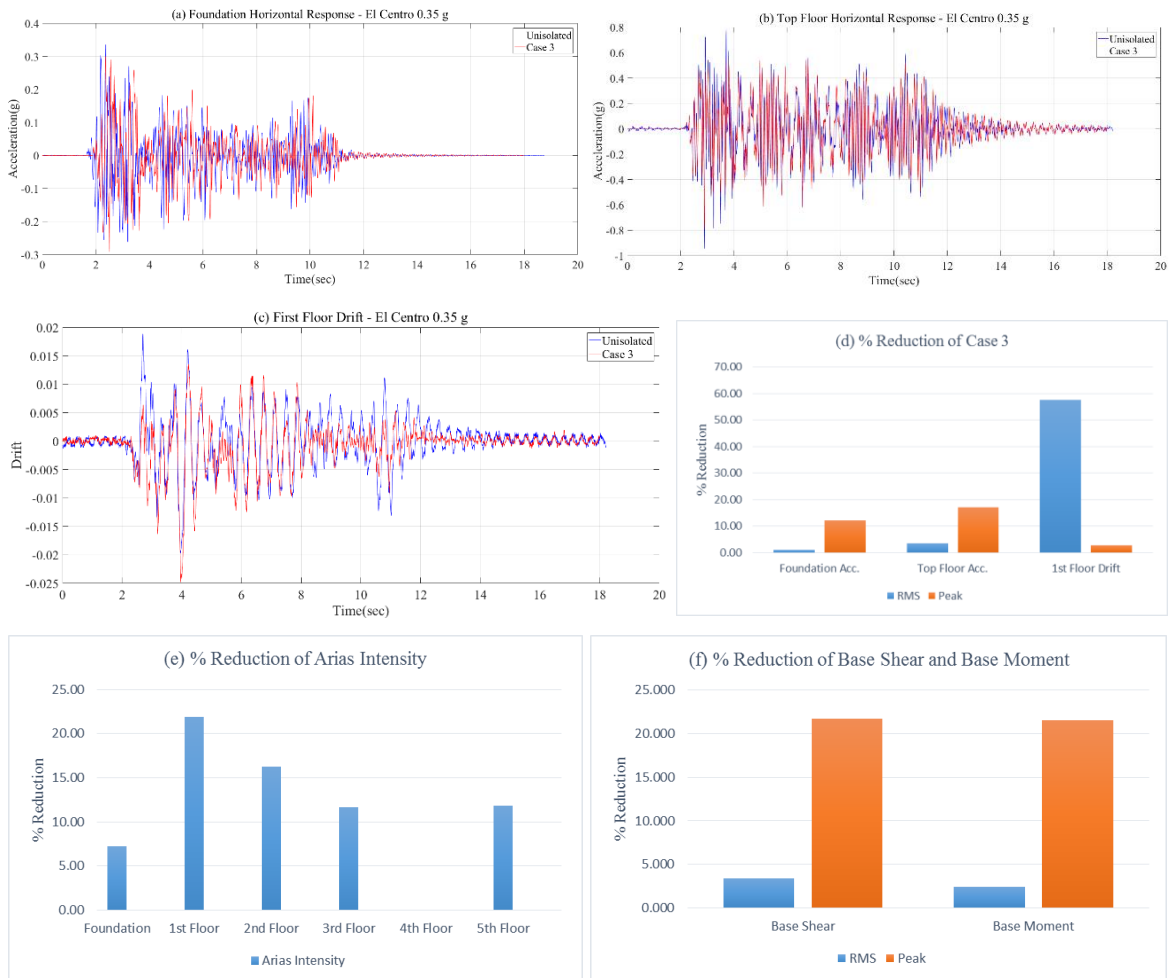 (a) Foundation Horizontal Response - El Centro 0.35 g
0.4
0.3
0.2
0.1
0
-0.1
-0.2
-0.3
Acceleration(g)
Unisolated
Case 3
0 2 4 6 8 10 12 14 16 18 20
Time(sec)
(b) Top Floor Horizontal Response - El Centro 0.35 g
0.8
0.6
0.4
0.2
0
-0.2
-0.4
-0.6
-0.8
-1
Acceleration(g)
Unisolated
Case 3
0 2 4 6 8 10 12 14 16 18 20
Time(sec)
(c) First Floor Drift - El Centro 0.35 g
0.02
0.015
0.01
0.005
0
-0.005
-0.01
-0.015
-0.02
-0.025
Drift
Unisolated
Case 3
0 2 4 6 8 10 12 14 16 18 20
Time(sec)
(d) % Reduction of Case 3
70.00
60.00
50.00
40.00
30.00
20.00
10.00
0.00
% Reduction
Foundation Acc. Top Floor Acc. 1st Floor Drift
RMS Peak
(e) % Reduction of Arias Intensity
25.00
20.00
15.00
10.00
5.00
0.00
% Reduction
Foundation 1st Floor 2nd Floor 3rd Floor 4th Floor 5th Floor
Arias Intensity
(f) % Reduction of Base Shear and Base Moment
25.000
20.000
15.000
10.000
5.000
0.000
% Reduction
Base Shear Base Moment
RMS Peak